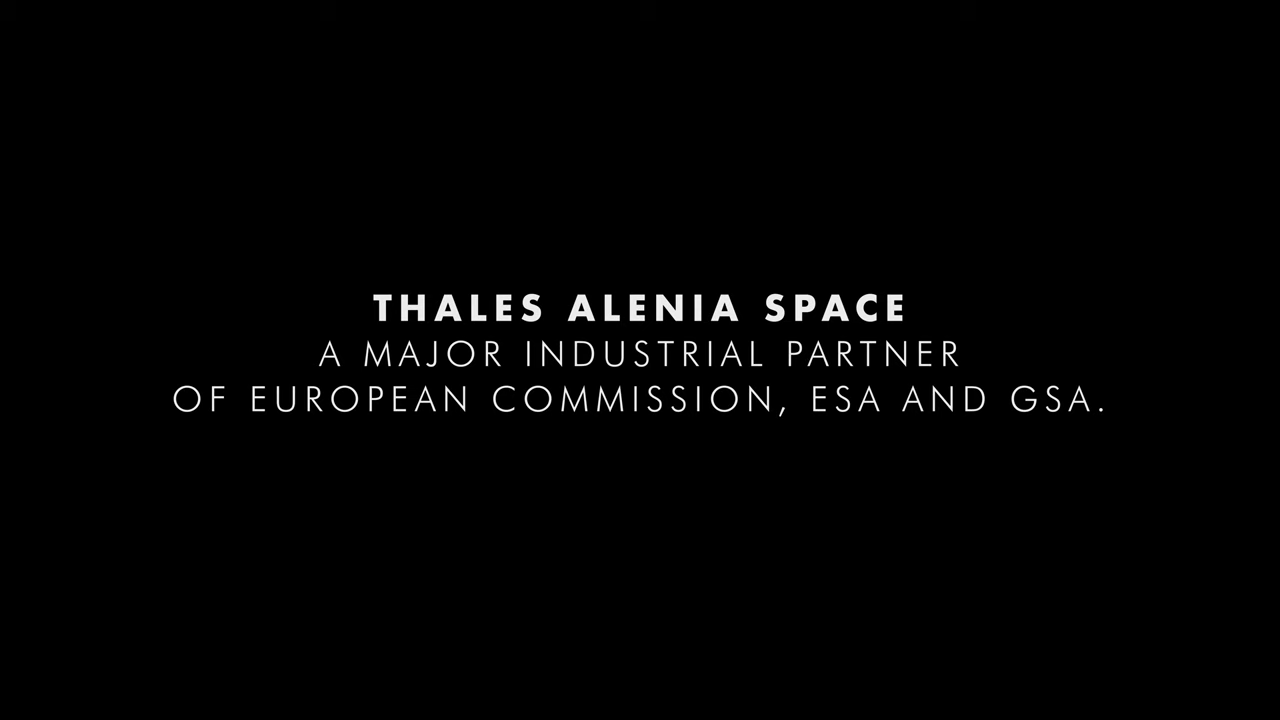 THALES ALENIA SPACE
A MAJOR INDUSTRIAL PARTNER
OF EUROPEAN COMMISSION, ESA AND GSA.